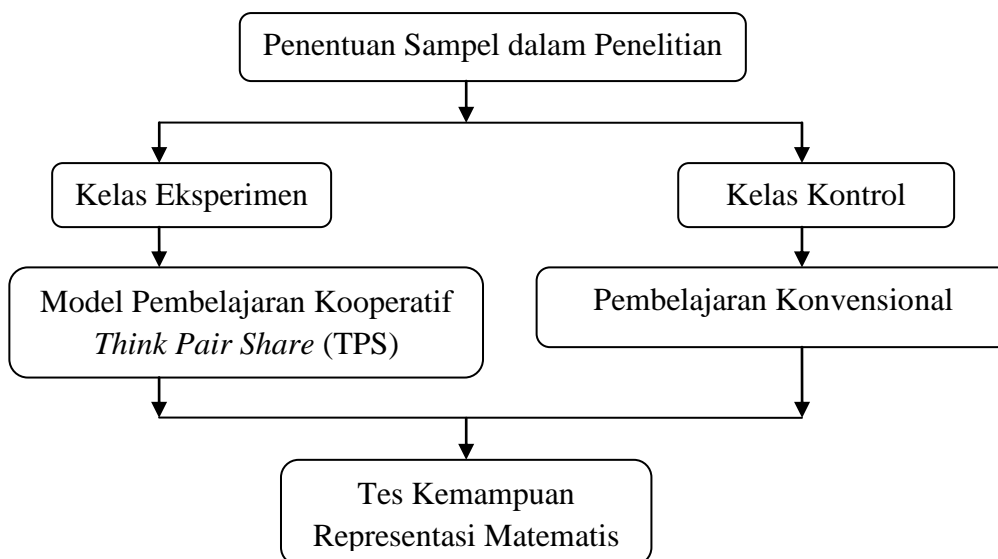 Penentuan Sampel dalam Penelitian
Kelas Eksperimen
Kelas Kontrol
Model Pembelajaran Kooperatif
Think Pair Share (TPS)
Pembelajaran Konvensional
Tes Kemampuan
Representasi Matematis